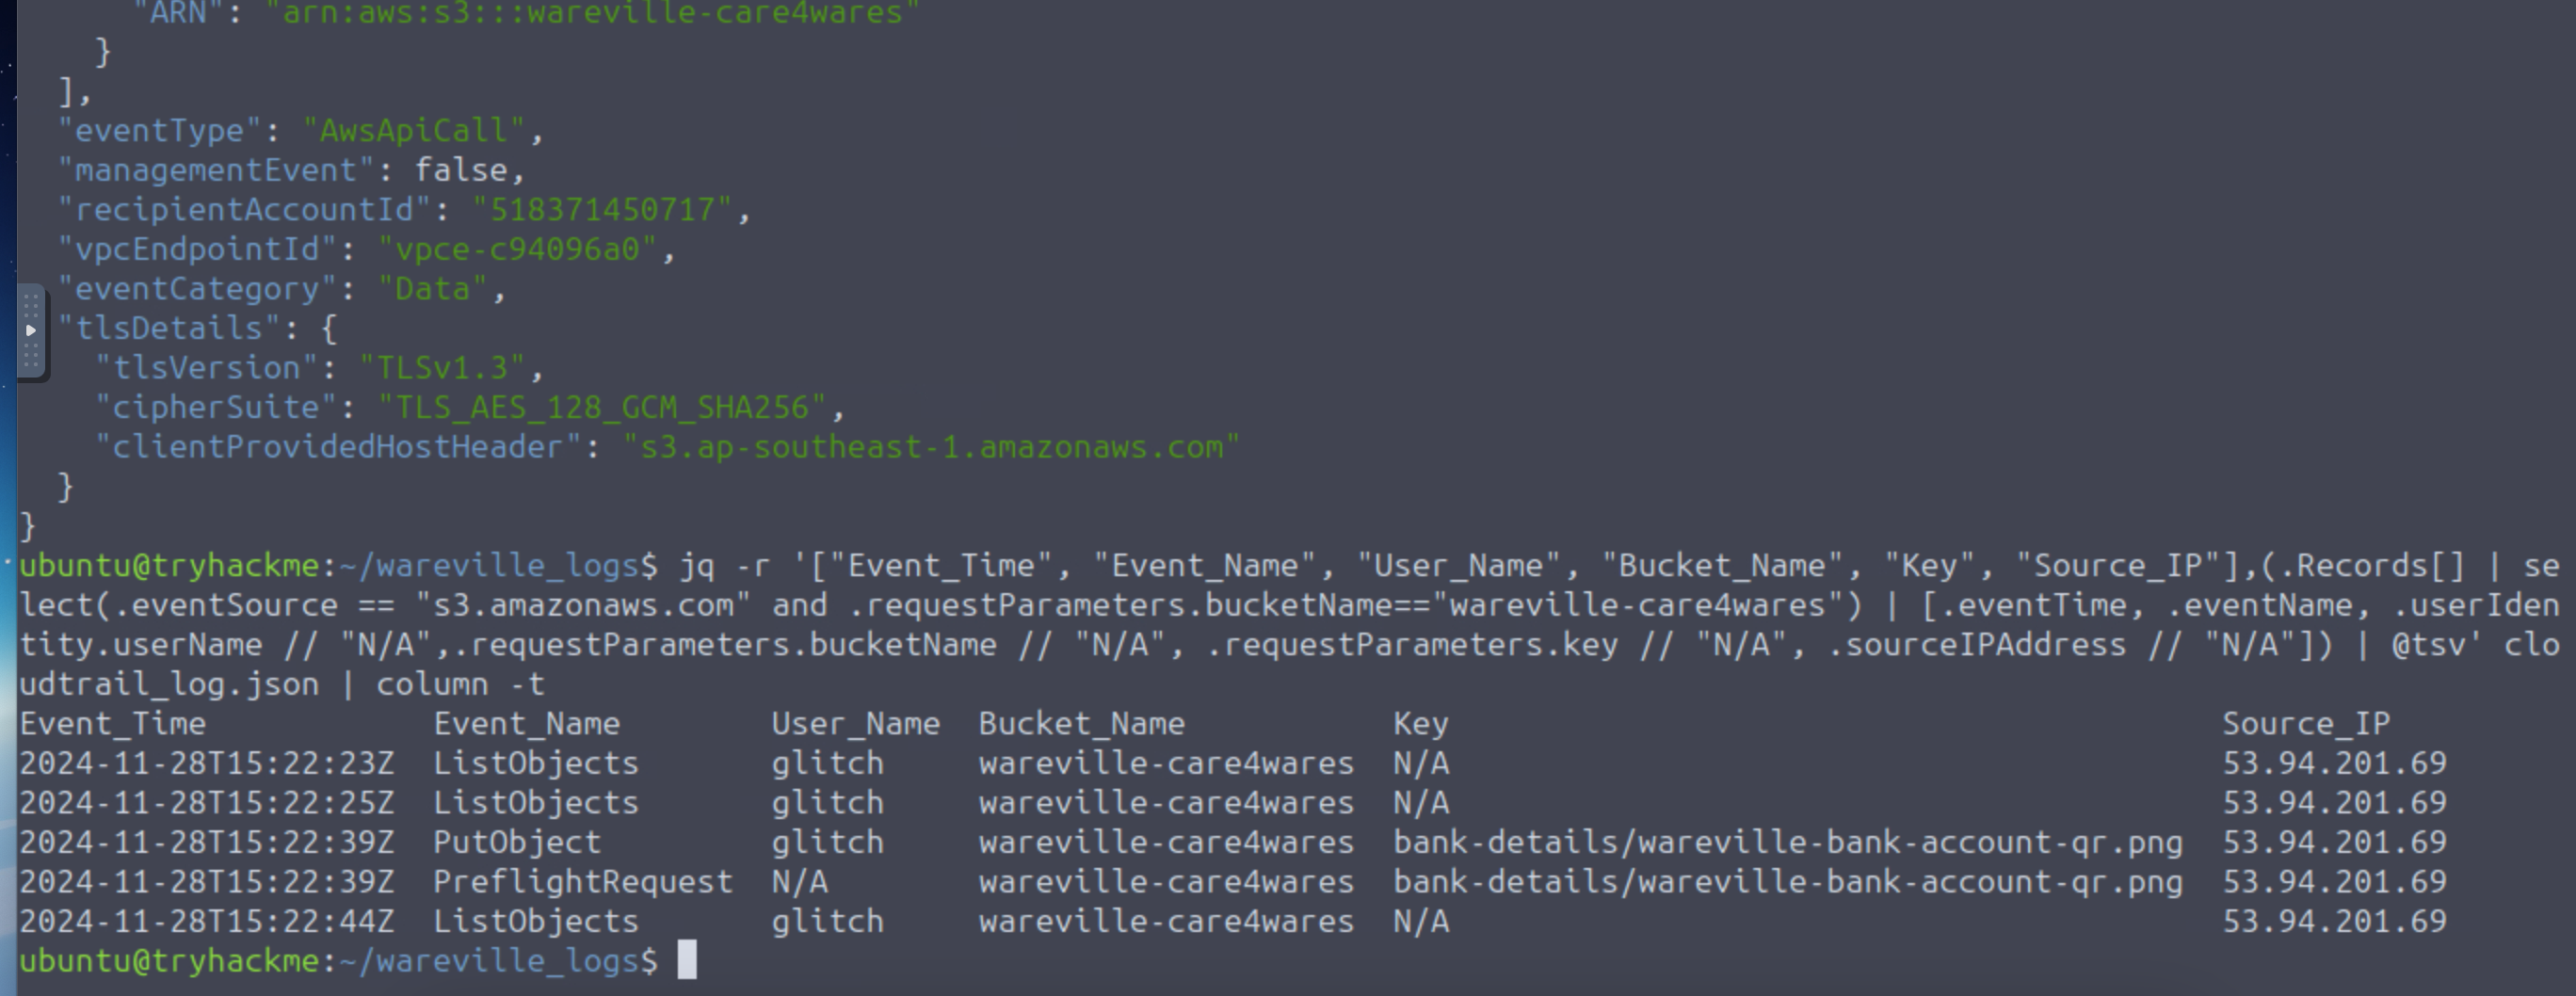 "ARN": "arn:aws:s3:::wareville-care4wares"
}
],
"eventType": "AwsApiCall",
"managementEvent": false,
"recipientAccountId": "518371450717",
"vpcEndpointId": "vpce-c94096a0",
"eventCategory": "Data",
"tlsDetails": {
"tlsVersion": "TLSv1.3",
"cipherSuite": "TLS_AES_128_GCM_SHA256",
"clientProvidedHostHeader": "s3.ap-southeast-1.amazonaws.com"
}
}
ubuntu@tryhackme:~/wareville_logs$ jq -r '["Event_Time", "Event_Name", "User_Name", "Bucket_Name", "Key", "Source_IP"],(.Records[] | se
lect(.eventSource == "s3.amazonaws.com" and .requestParameters.bucketName=="wareville-care4wares") | [.eventTime, .eventName, .userIden
tity.userName // "N/A",.requestParameters.bucketName // "N/A", .requestParameters.key // "N/A", .sourceIPAddress // "N/A"]) | @tsv' clo
udtrail_log.json | column -t
Event_Time Event_Name User_Name Bucket_Name Key Source_IP
2024-11-28T15:22:23Z ListObjects glitch wareville-care4wares N/A 53.94.201.69
2024-11-28T15:22:25Z ListObjects glitch wareville-care4wares N/A 53.94.201.69
2024-11-28T15:22:39Z PutObject glitch wareville-care4wares bank-details/wareville-bank-account-qr.png 53.94.201.69
2024-11-28T15:22:39Z PreflightRequest N/A wareville-care4wares bank-details/wareville-bank-account-qr.png 53.94.201.69
2024-11-28T15:22:44Z ListObjects glitch wareville-care4wares N/A 53.94.201.69
ubuntu@tryhackme:~/wareville_logs$